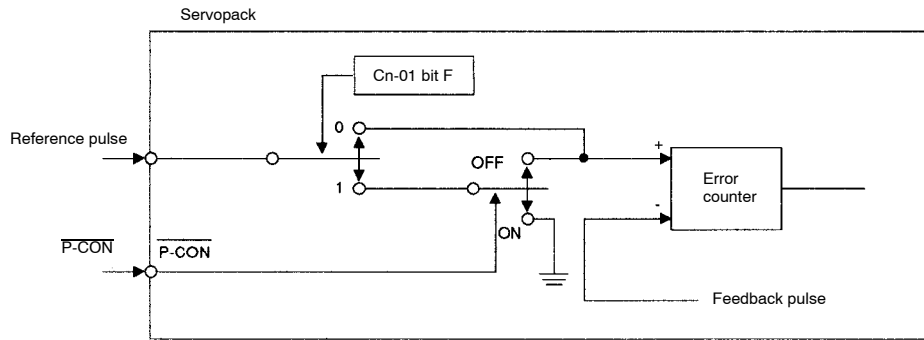 Servopack
Cn-01 bit F
Reference pulse
0
OFF
+
1
Error
counter
-
ON
P-CON
P-CON
Feedback pulse